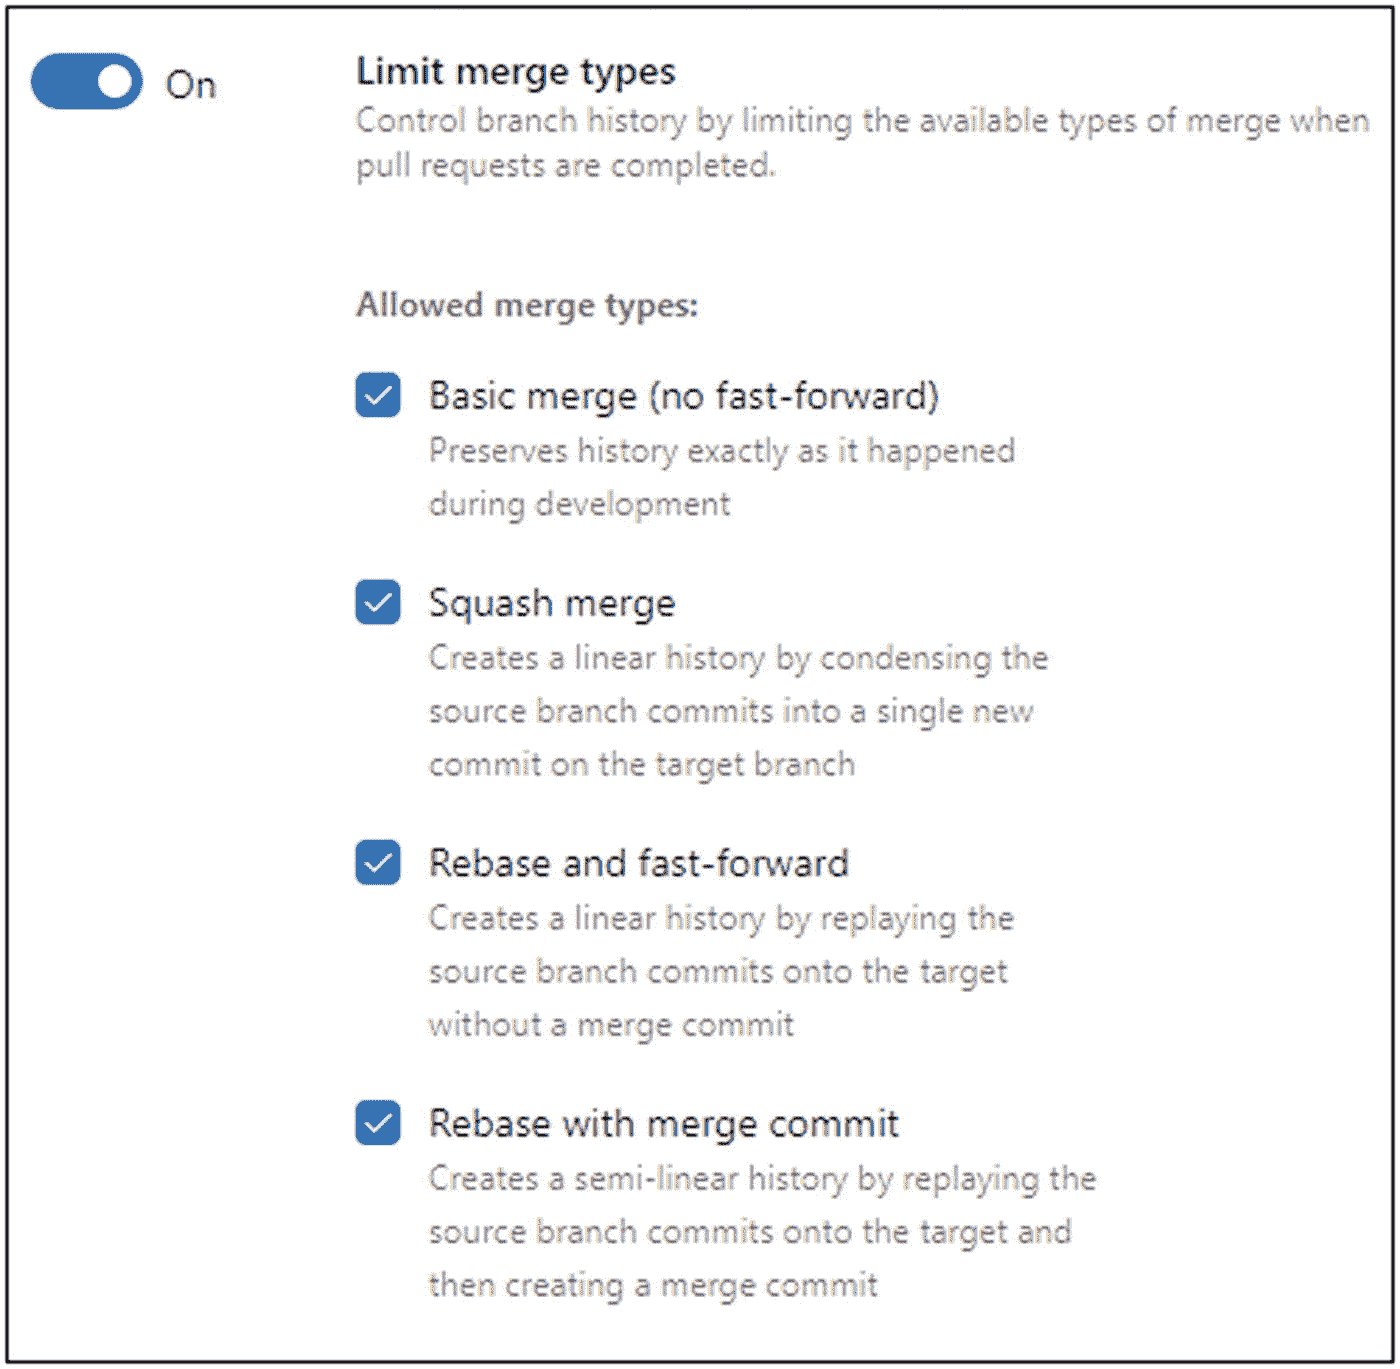 On
Limit merge types
Control branch history by limiting the available types of merge when
pull requests are completed.
Allowed merge types:
Basic merge (no fast-forward)
Preserves history exactly as it happened
during development
Squash merge
Creates a linear history by condensing the
source branch commits into a single new
commit on the target branch
Rebase and fast-forward
Creates a linear history by replaying the
source branch commits onto the target
without a merge commit
Rebase with merge commit
Creates a semi-linear history by replaying the
source branch commits onto the target and
then creating a merge commit